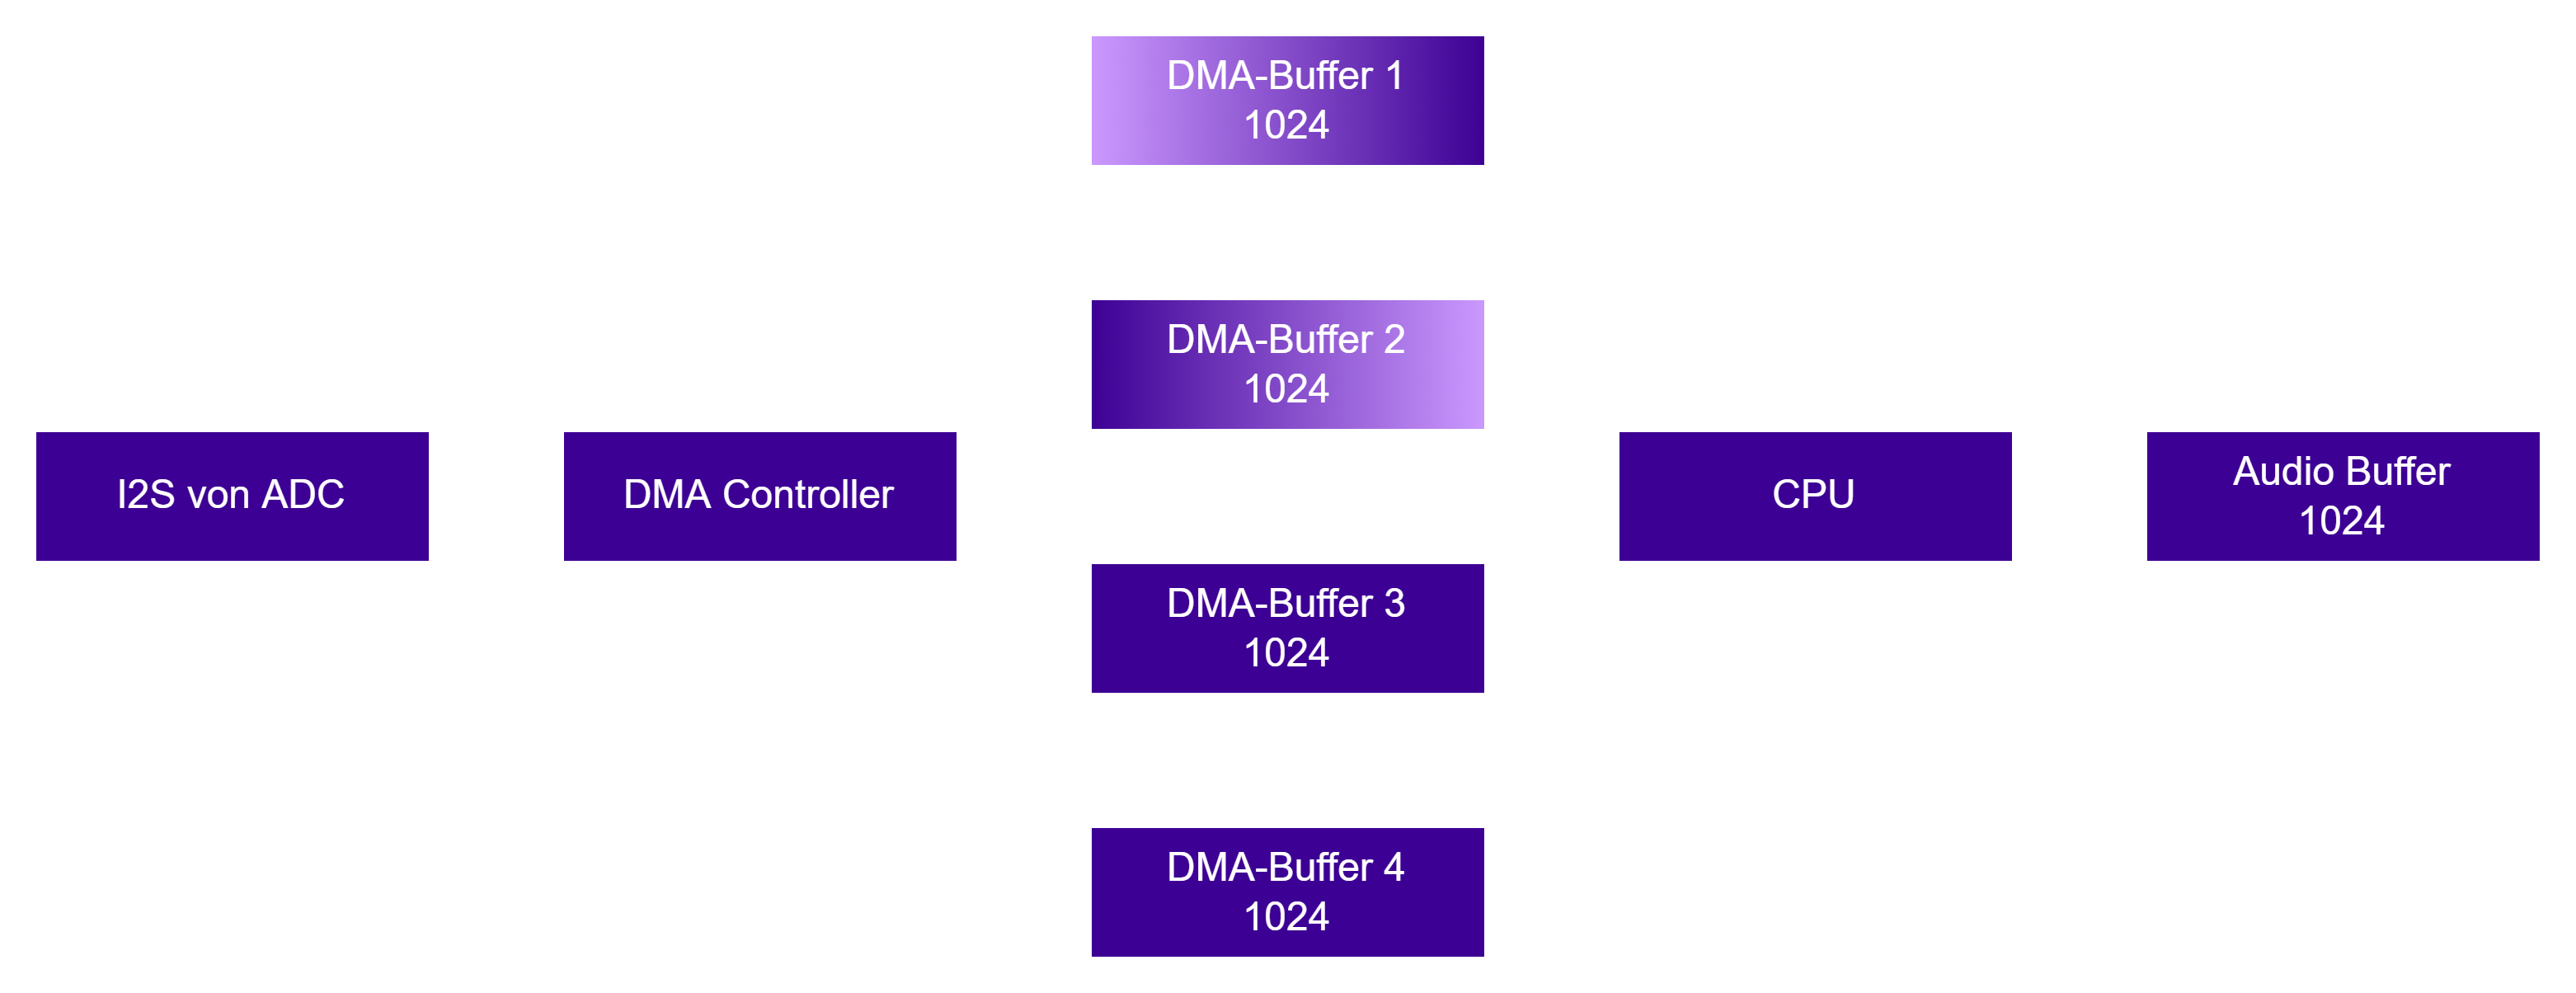 I2S von ADC
DMA Controller
DMA-Buffer 1
1024
DMA-Buffer 2
1024
DMA-Buffer 3
1024
DMA-Buffer 4
1024
CPU
Audio Buffer
1024